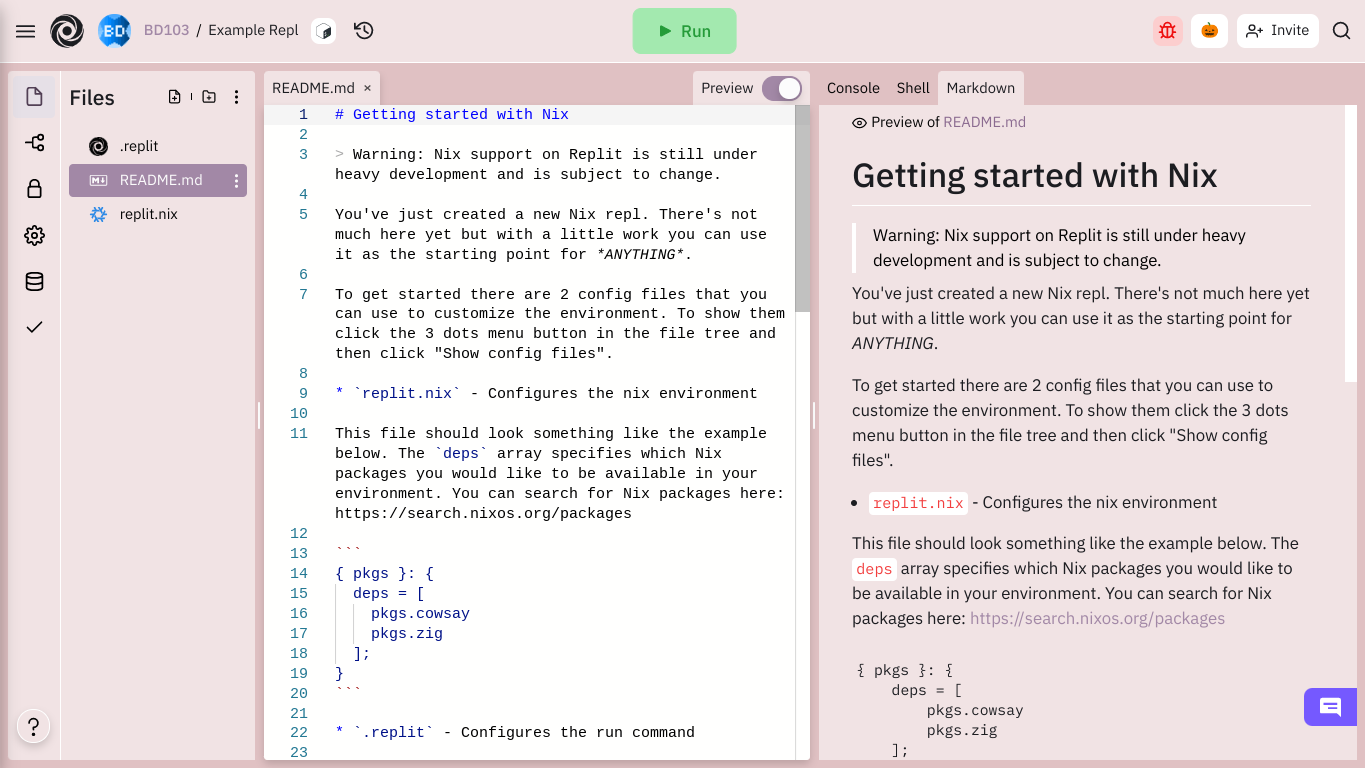 BD BD103 / Example Repl
Run
Invite
Files
.replit
README.md
replit.nix
?
README.md ×
Preview
1 # Getting started with Nix
2
3 > Warning: Nix support on Replit is still under
heavy development and is subject to change.
4
5 You've just created a new Nix repl. There's not
much here yet but with a little work you can use
it as the starting point for *ANYTHING*.
6
7 To get started there are 2 config files that you
can use to customize the environment. To show them
click the 3 dots menu button in the file tree and
then click "Show config files".
8
9 * `replit.nix` - Configures the nix environment
10
11 This file should look something like the example
below. The `deps` array specifies which Nix
packages you would like to be available in your
environment. You can search for Nix packages here:
https://search.nixos.org/packages
12
13 ```
14 { pkgs }: {
15 deps = [
16 pkgs.cowsay
17 pkgs.zig
18 ];
19 }
20 ```
21
22 * `.replit` - Configures the run command
23
Console Shell Markdown
Preview of README.md
Getting started with Nix
Warning: Nix support on Replit is still under heavy
development and is subject to change.
You've just created a new Nix repl. There's not much here yet
but with a little work you can use it as the starting point for
ANYTHING.
To get started there are 2 config files that you can use to
customize the environment. To show them click the 3 dots
menu button in the file tree and then click "Show config
files".
• replit.nix - Configures the nix environment
This file should look something like the example below. The
deps array specifies which Nix packages you would like to
be available in your environment. You can search for Nix
packages here: https://search.nixos.org/packages
{ pkgs }: {
deps = [
pkgs.cowsay
pkgs.zig
];